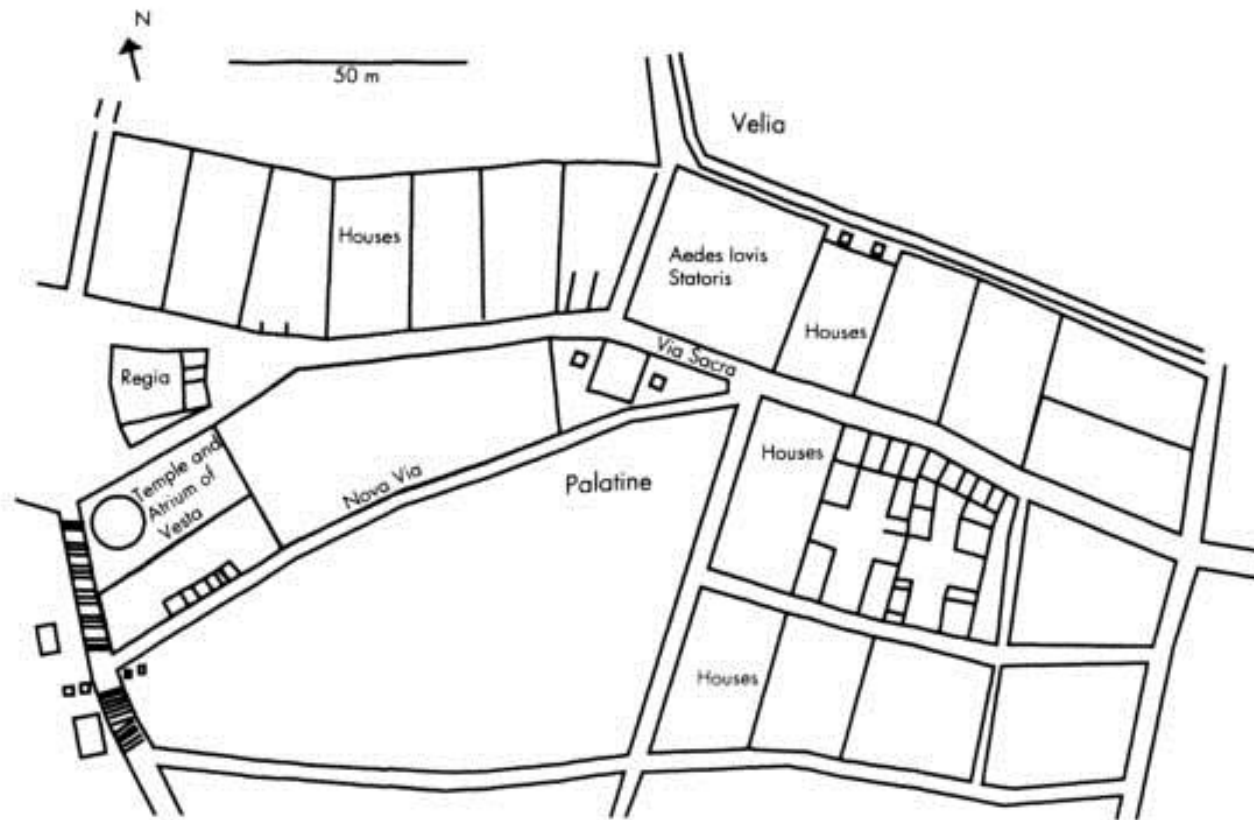 N
50 m
Velia
Houses
Aedes Iovis
Statoris
Houses
Via Sacra
Regia
Houses
Temple and
Atrium of
Vesta
Nova Via
Palatine
Houses